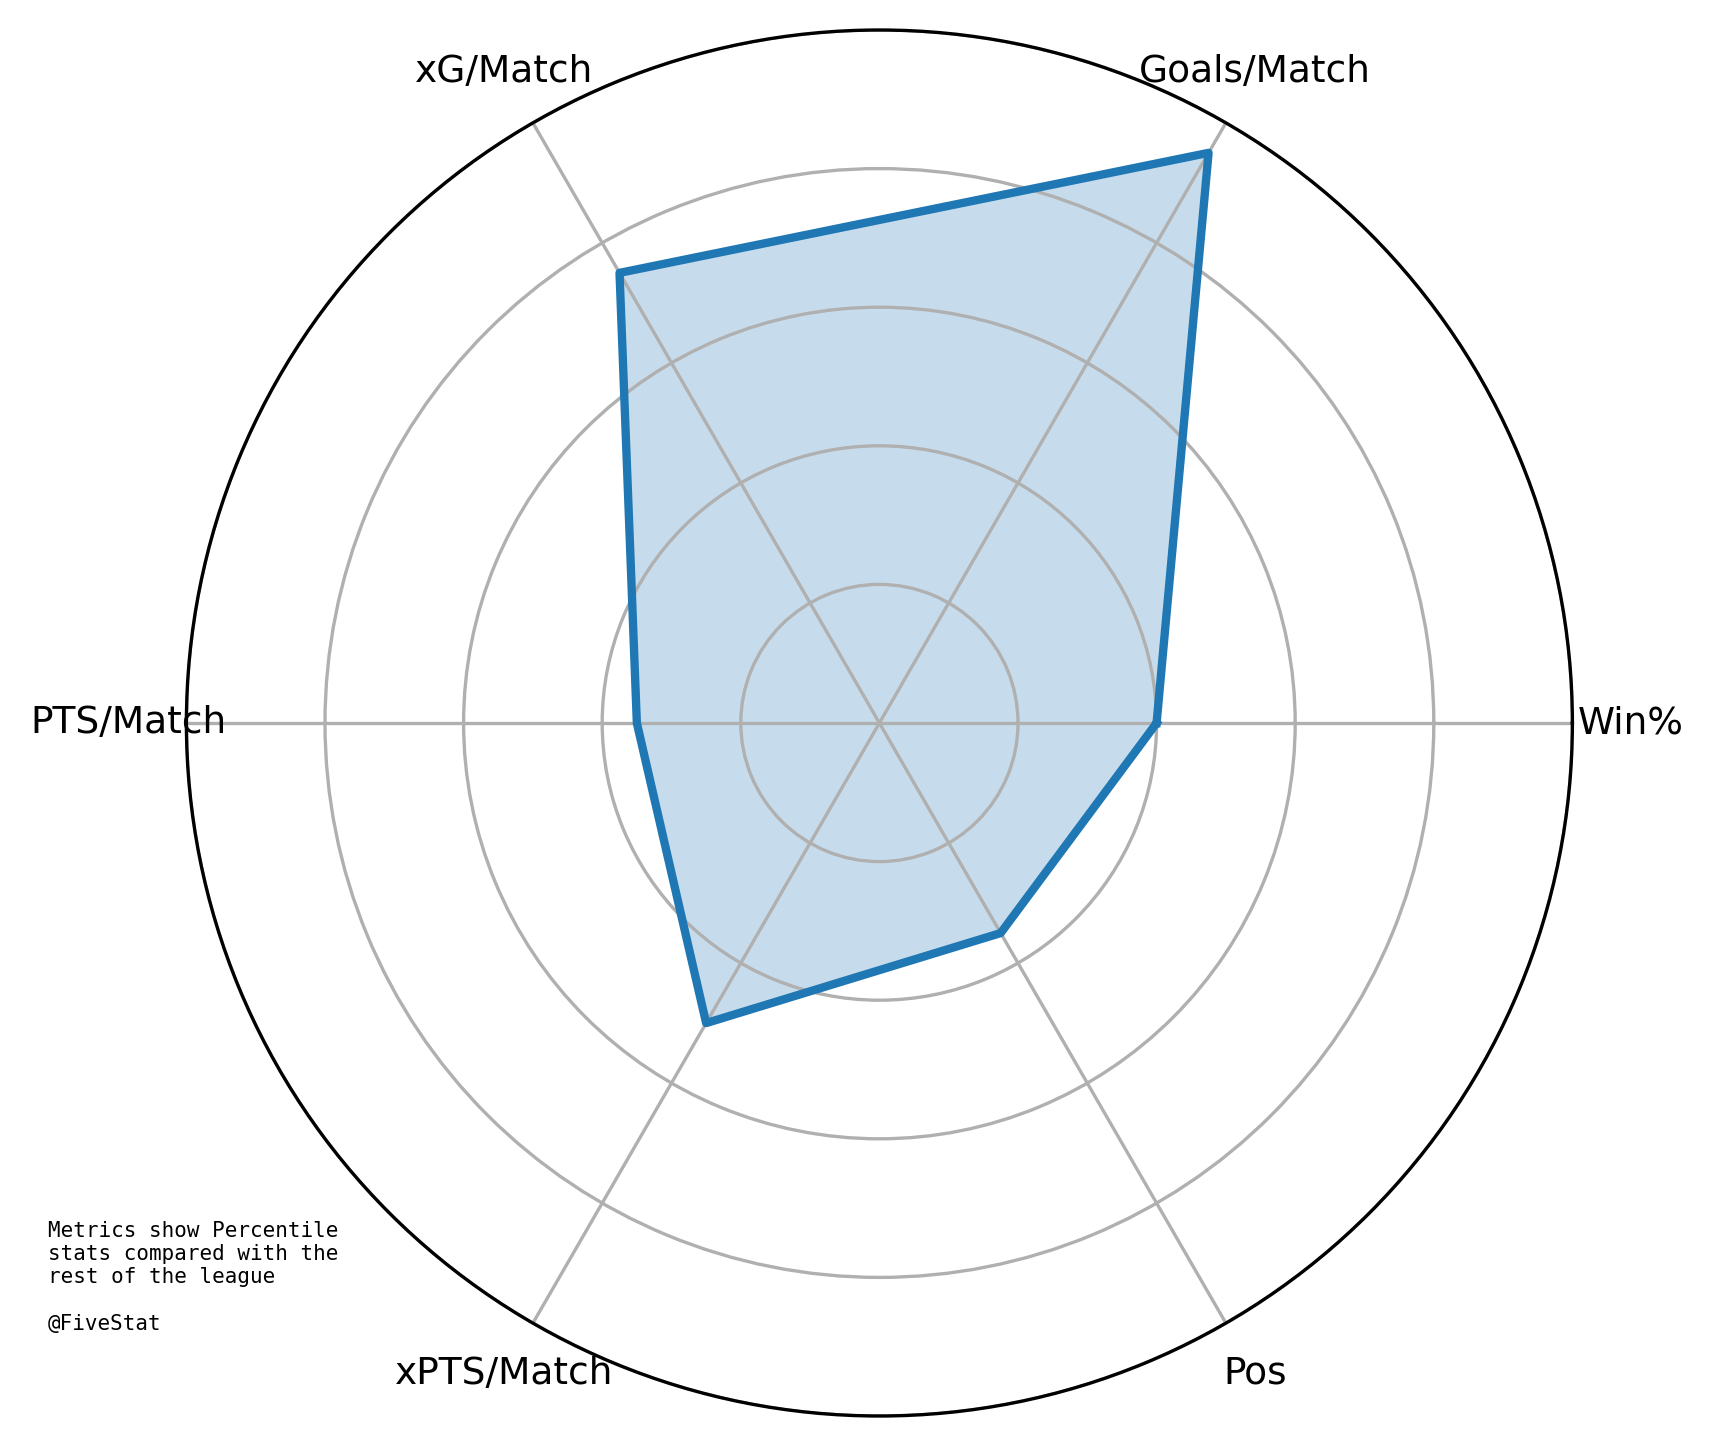 xG/Match
Goals/Match
PTS/Match
Win%
Metrics show Percentile
stats compared with the
rest of the league
@FiveStat
xPTS/Match
Pos